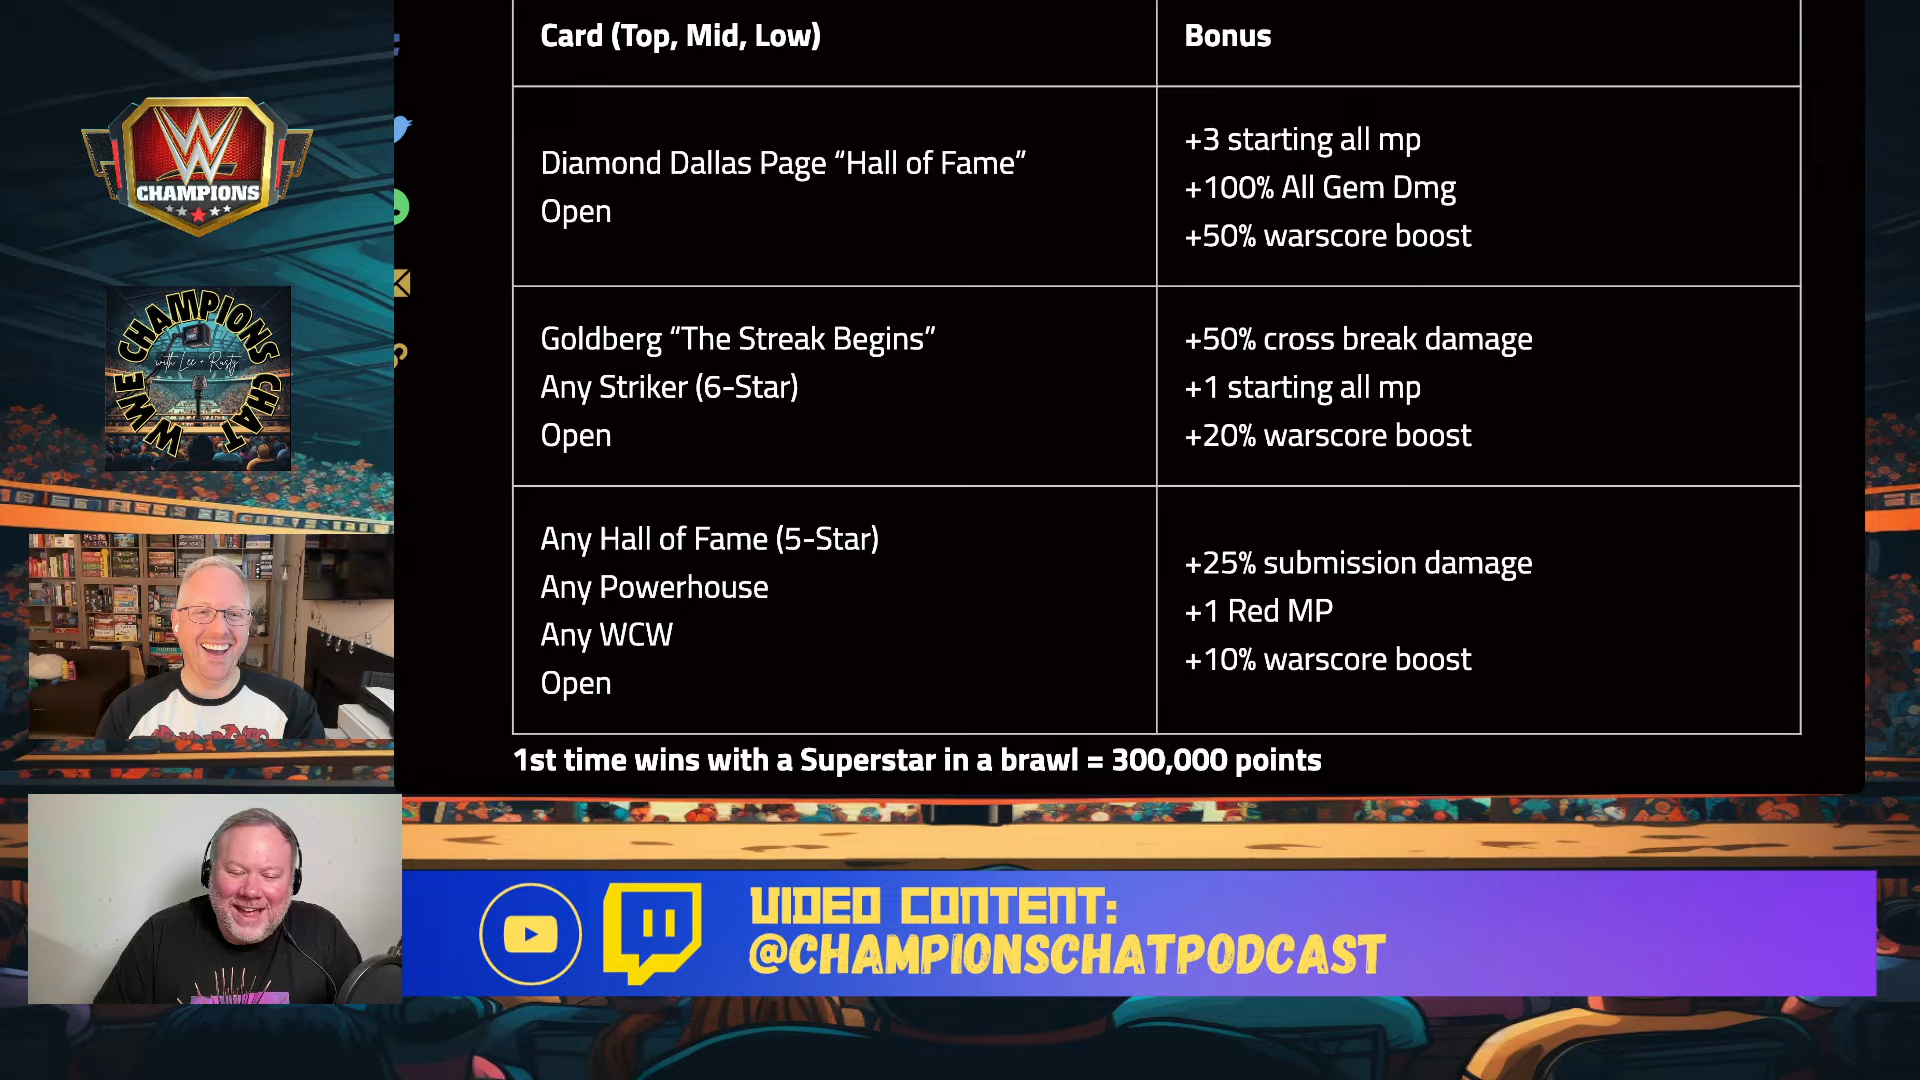 Card (Top, Mid, Low)
Bonus
Diamond Dallas Page “Hall of Fame”
Open
+3 starting all mp
+100% All Gem Dmg
+50% warscore boost
Goldberg “The Streak Begins”
Any Striker (6-Star)
Open
+50% cross break damage
+1 starting all mp
+20% warscore boost
Any Hall of Fame (5-Star)
Any Powerhouse
Any WCW
Open
+25% submission damage
+1 Red MP
+10% warscore boost
1st time wins with a Superstar in a brawl = 300,000 points
W
CHAMPIONS
WWE CHAMPIONS CHAT
with Lee + Rusty
VIDEO CONTENT:
@CHAMPIONSCHATPODCAST